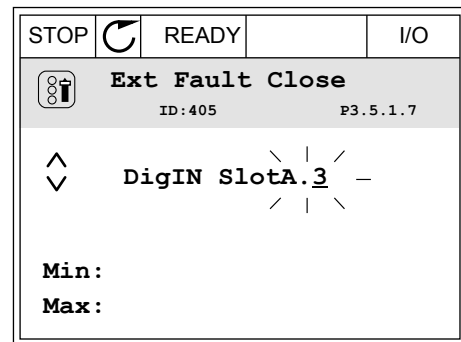 STOP READY I/O
Ext Fault Close
ID:405 P3.5.1.7
DigIN SlotA.3
Min:
Max: